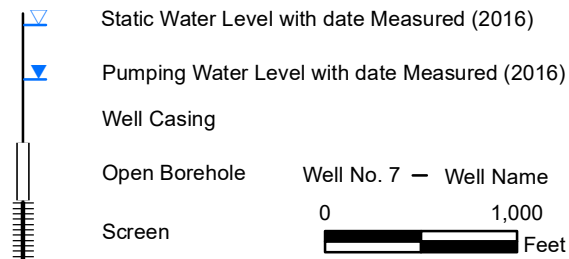 Static Water Level with date Measured (2016)
Pumping Water Level with date Measured (2016)
Well Casing
Open Borehole
Well No. 7 — Well Name
Screen
0 1,000
Feet